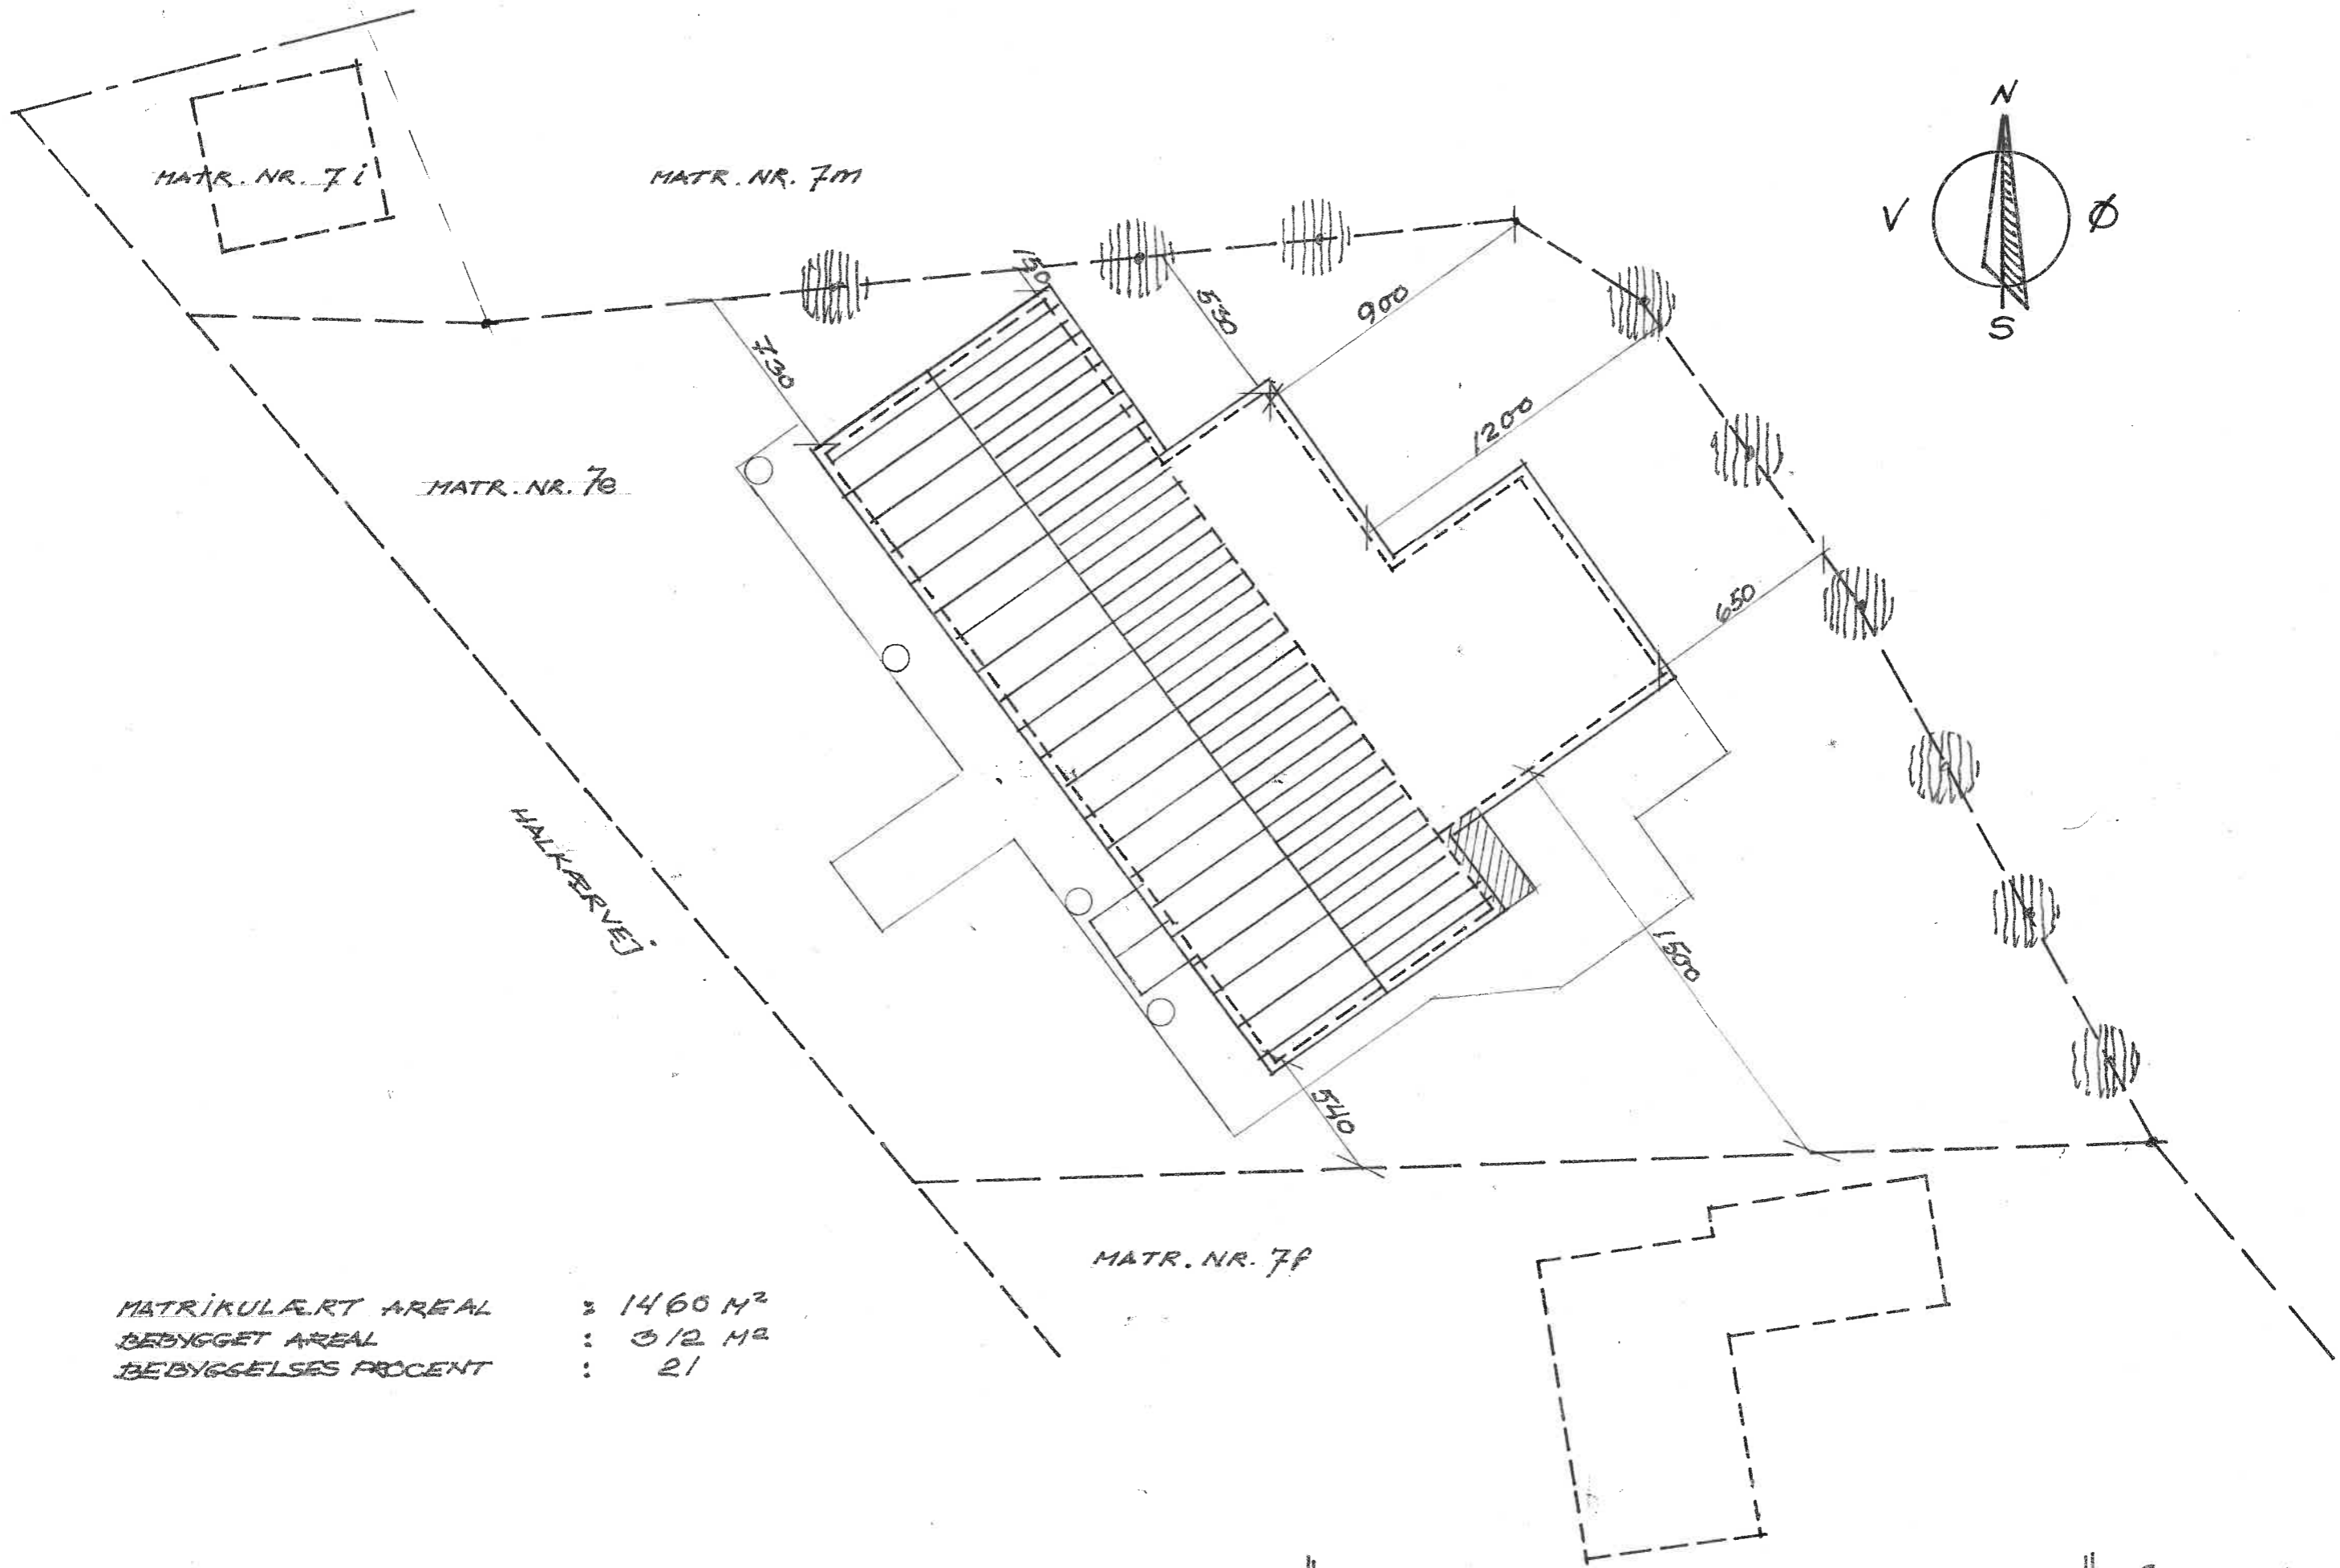 N
V
Ø
S
MATR. NR. 7i
MATR. NR. 7m
150
530
900
730
1200
MATR. NR. 7e
650
HALKÆRVEJ
1500
540
MATR. NR. 7f
MATRIKULÆRT AREAL : 1460 M²
BEBYGGET AREAL : 312 M²
BEBYGGELSES PROCENT : 21